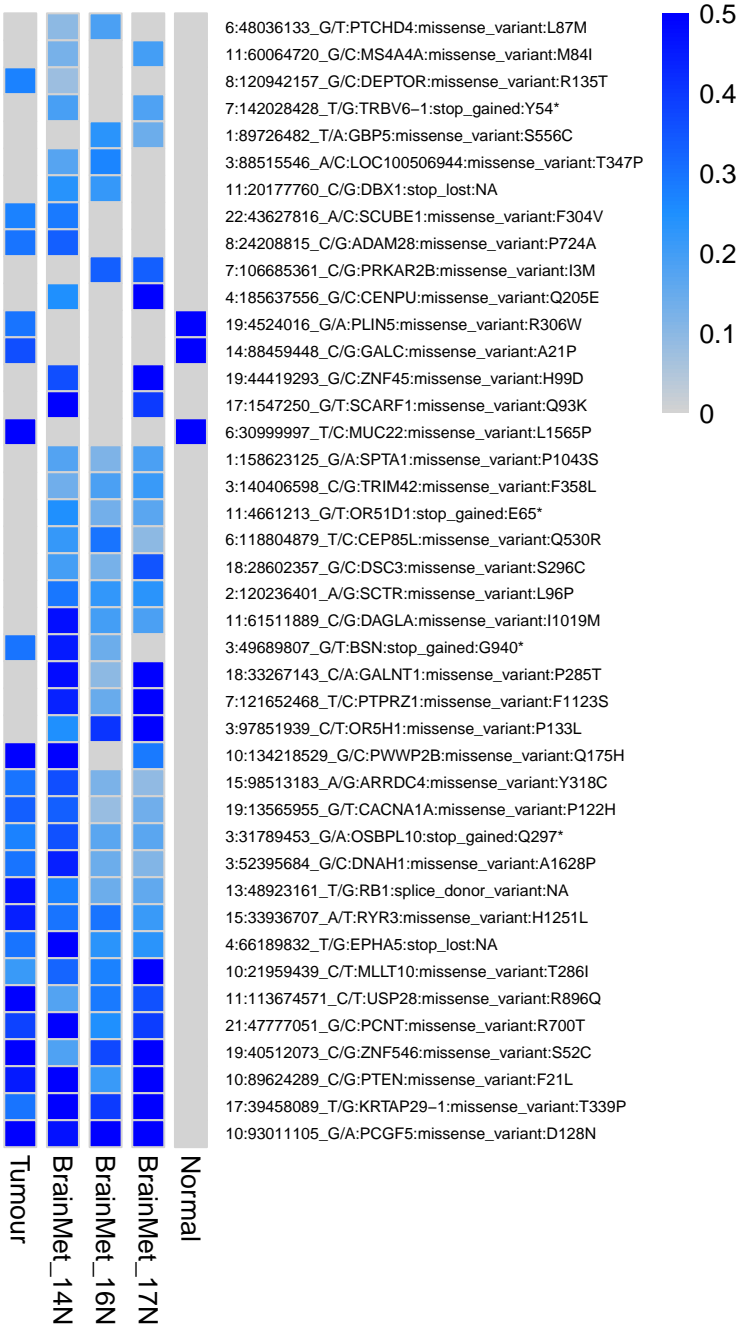 6:48036133_G/T:PTCHD4:missense_variant:L87M
11:60064720_G/C:MS4A4A:missense_variant:M84I
8:120942157_G/C:DEPTOR:missense_variant:R135T
7:142028428_T/G:TRBV6−1:stop_gained:Y54*
1:89726482_T/A:GBP5:missense_variant:S556C
3:88515546_A/C:LOC100506944:missense_variant:T347P
11:20177760_C/G:DBX1:stop_lost:NA
22:43627816_A/C:SCUBE1:missense_variant:F304V
8:24208815_C/G:ADAM28:missense_variant:P724A
7:106685361_C/G:PRKAR2B:missense_variant:I3M
4:185637556_G/C:CENPU:missense_variant:Q205E
19:4524016_G/A:PLIN5:missense_variant:R306W
14:88459448_C/G:GALC:missense_variant:A21P
19:44419293_G/C:ZNF45:missense_variant:H99D
17:1547250_G/T:SCARF1:missense_variant:Q93K
6:30999997_T/C:MUC22:missense_variant:L1565P
1:158623125_G/A:SPTA1:missense_variant:P1043S
3:140406598_C/G:TRIM42:missense_variant:F358L
11:4661213_G/T:OR51D1:stop_gained:E65*
6:118804879_T/C:CEP85L:missense_variant:Q530R
18:28602357_G/C:DSC3:missense_variant:S296C
2:120236401_A/G:SCTR:missense_variant:L96P
11:61511889_C/G:DAGLA:missense_variant:I1019M
3:49689807_G/T:BSN:stop_gained:G940*
18:33267143_C/A:GALNT1:missense_variant:P285T
7:121652468_T/C:PTPRZ1:missense_variant:F1123S
3:97851939_C/T:OR5H1:missense_variant:P133L
10:134218529_G/C:PWWP2B:missense_variant:Q175H
15:98513183_A/G:ARRDC4:missense_variant:Y318C
19:13565955_G/T:CACNA1A:missense_variant:P122H
3:31789453_G/A:OSBPL10:stop_gained:Q297*
3:52395684_G/C:DNAH1:missense_variant:A1628P
13:48923161_T/G:RB1:splice_donor_variant:NA
15:33936707_A/T:RYR3:missense_variant:H1251L
4:66189832_T/G:EPHA5:stop_lost:NA
10:21959439_C/T:MLLT10:missense_variant:T286I
11:113674571_C/T:USP28:missense_variant:R896Q
21:47777051_G/C:PCNT:missense_variant:R700T
19:40512073_C/G:ZNF546:missense_variant:S52C
10:89624289_C/G:PTEN:missense_variant:F21L
17:39458089_T/G:KRTAP29−1:missense_variant:T339P
10:93011105_G/A:PCGF5:missense_variant:D128N
Tumour
BrainMet_14N
BrainMet_16N
BrainMet_17N
Normal
0.5
0.4
0.3
0.2
0.1
0